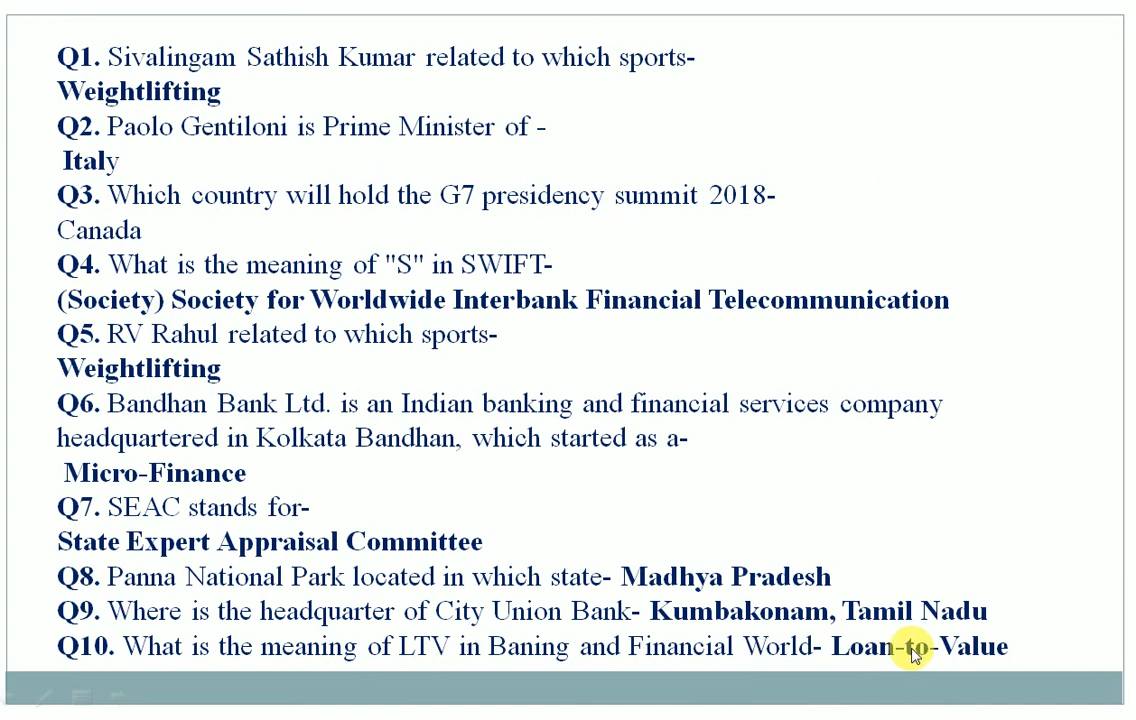 Q1. Sivalingam Sathish Kumar related to which sports-
Weightlifting
Q2. Paolo Gentiloni is Prime Minister of -
Italy
Q3. Which country will hold the G7 presidency summit 2018-
Canada
Q4. What is the meaning of "S" in SWIFT-
(Society) Society for Worldwide Interbank Financial Telecommunication
Q5. RV Rahul related to which sports-
Weightlifting
Q6. Bandhan Bank Ltd. is an Indian banking and financial services company
headquartered in Kolkata Bandhan, which started as a-
Micro-Finance
Q7. SEAC stands for-
State Expert Appraisal Committee
Q8. Panna National Park located in which state- Madhya Pradesh
Q9. Where is the headquarter of City Union Bank- Kumbakonam, Tamil Nadu
Q10. What is the meaning of LTV in Baning and Financial World- Loan-to-Value